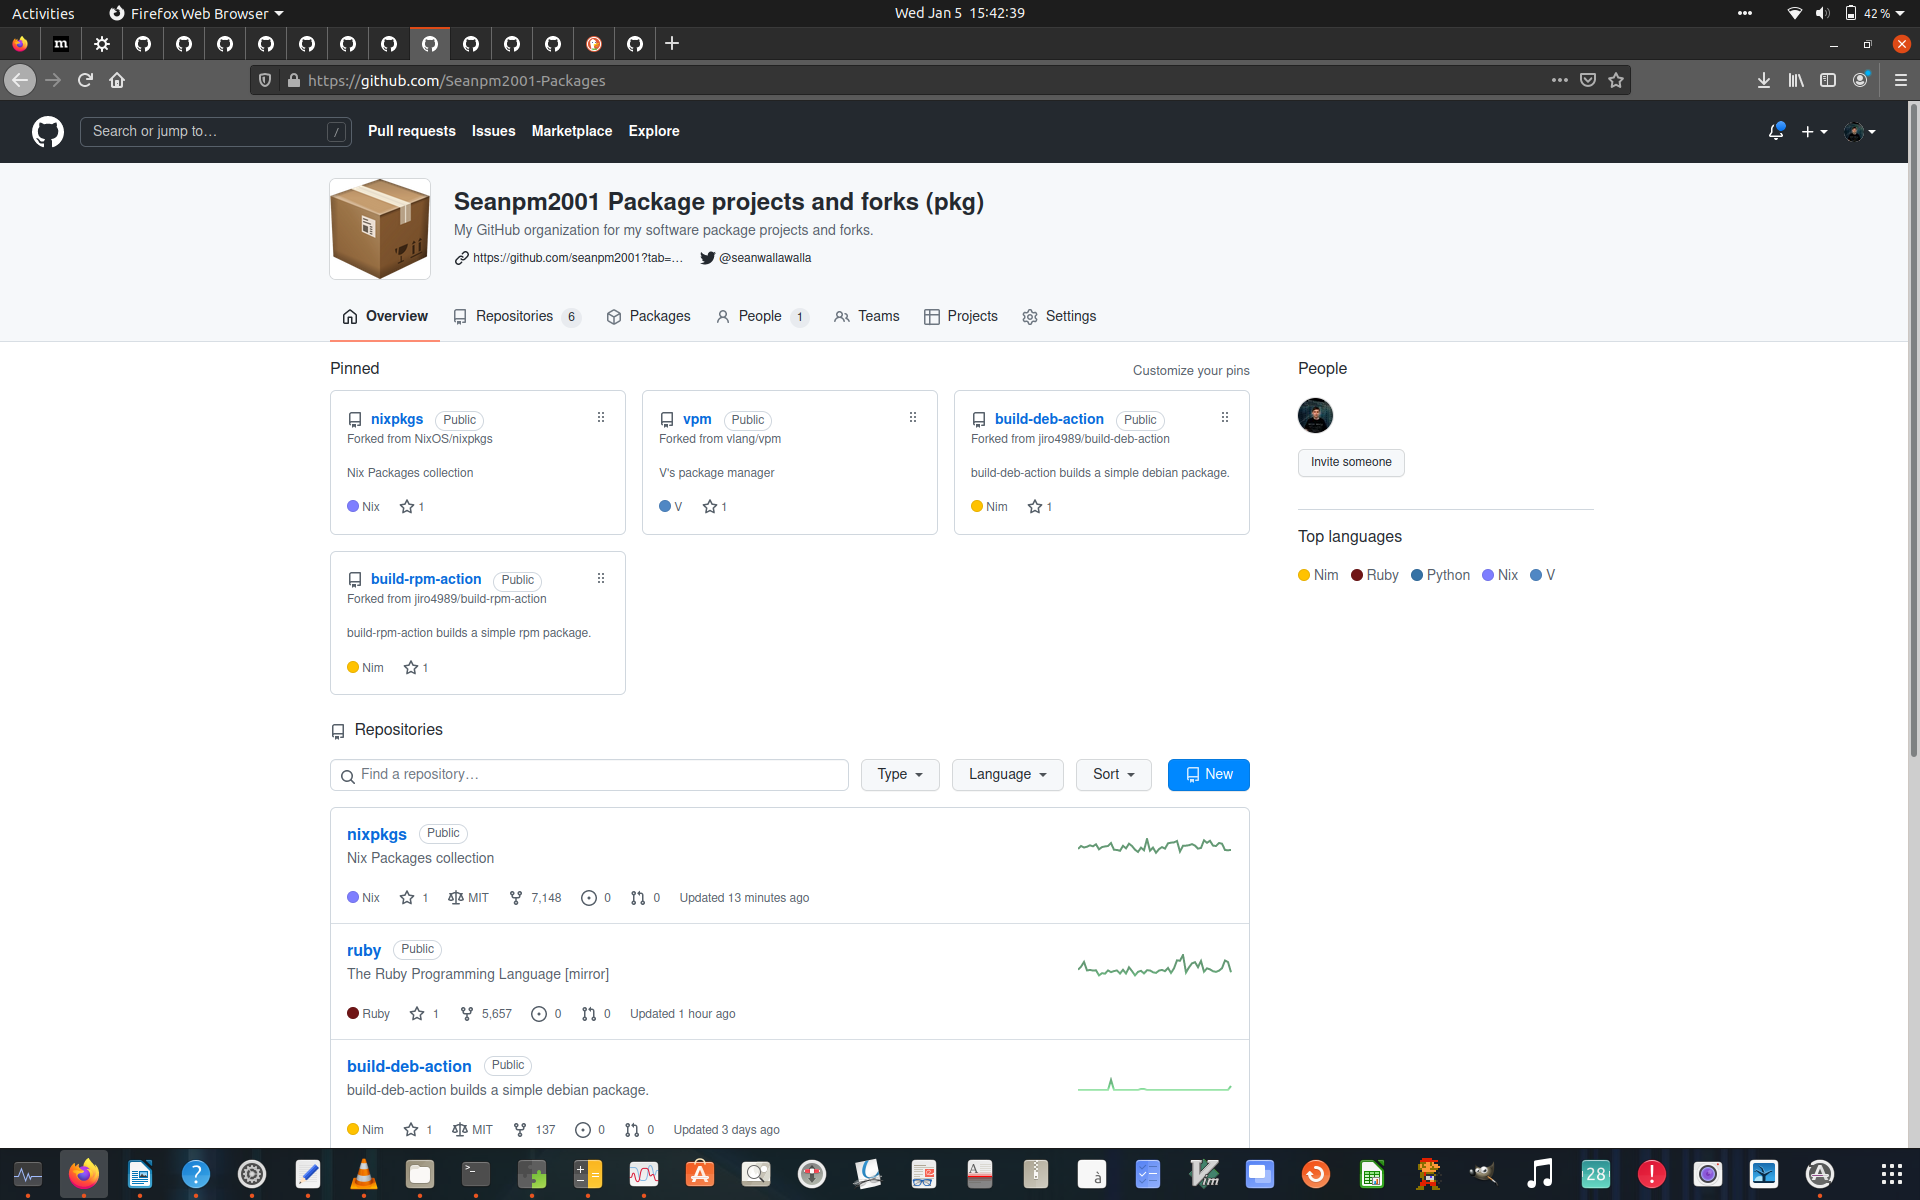 Activities
Firefox Web Browser
Wed Jan 5 15:42:39
42 %
m
https://github.com/Seanpm2001-Packages
Search or jump to…
/
Pull requests
Issues
Marketplace
Explore
Seanpm2001 Package projects and forks (pkg)
My GitHub organization for my software package projects and forks.
https://github.com/seanpm2001?tab=…
@seanwallawalla
Overview
Repositories 6
Packages
People 1
Teams
Projects
Settings
Pinned
Customize your pins
nixpkgs Public
Forked from NixOS/nixpkgs
Nix Packages collection
Nix 1
vpm Public
Forked from vlang/vpm
V's package manager
V 1
build-deb-action Public
Forked from jiro4989/build-deb-action
build-deb-action builds a simple debian package.
Nim 1
build-rpm-action Public
Forked from jiro4989/build-rpm-action
build-rpm-action builds a simple rpm package.
Nim 1
People
Invite someone
Top languages
Nim Ruby Python Nix V
Repositories
Find a repository…
Type
Language
Sort
New
nixpkgs Public
Nix Packages collection
Nix 1 MIT 7,148 0 0 Updated 13 minutes ago
ruby Public
The Ruby Programming Language [mirror]
Ruby 1 5,657 0 0 Updated 1 hour ago
build-deb-action Public
build-deb-action builds a simple debian package.
Nim 1 MIT 137 0 0 Updated 3 days ago
?
>_
A
à
Vim
28
!
A